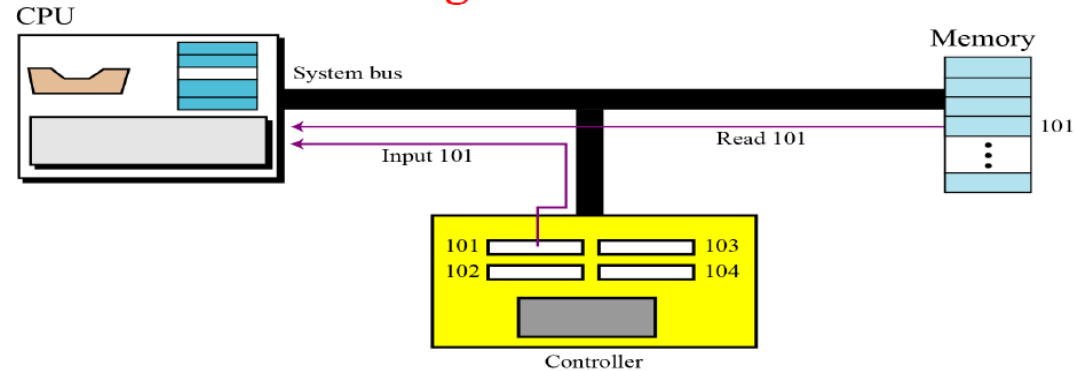 CPU
Memory
System bus
101
Read 101
Input 101
101 103
102 104
Controller